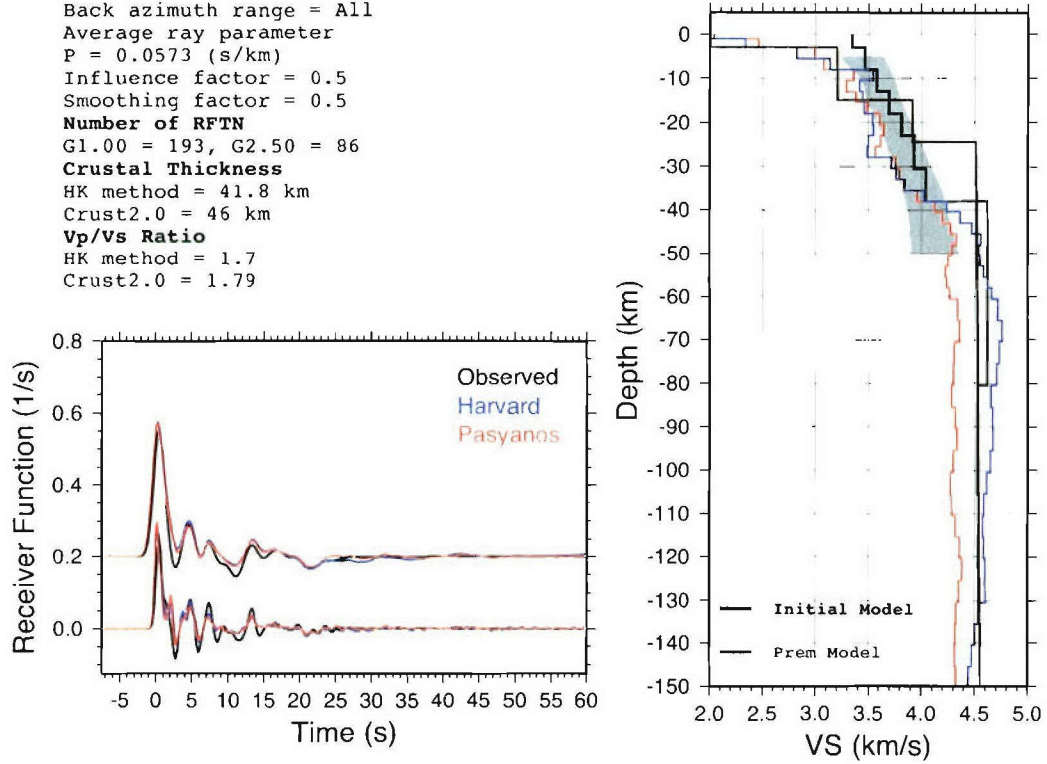 Back azimuth range = All
Average ray parameter
P = 0.0573 (s/km)
Influence factor = 0.5
Smoothing factor = 0.5
Number of RFTN
G1.00 = 193, G2.50 = 86
Crustal Thickness
HK method = 41.8 km
Crust2.0 = 46 km
Vp/Vs Ratio
HK method = 1.7
Crust2.0 = 1.79
Receiver Function (1/s)
0.8
0.6
0.4
0.2
0.0
Observed
Harvard
Pasyanos
-5 0 5 10 15 20 25 30 35 40 45 50 55 60
Time (s)
Depth (km)
0
-10
-20
-30
-40
-50
-60
-70
-80
-90
-100
-110
-120
-130
-140
-150
Initial Model
Prem Model
2.0 2.5 3.0 3.5 4.0 4.5 5.0
VS (km/s)